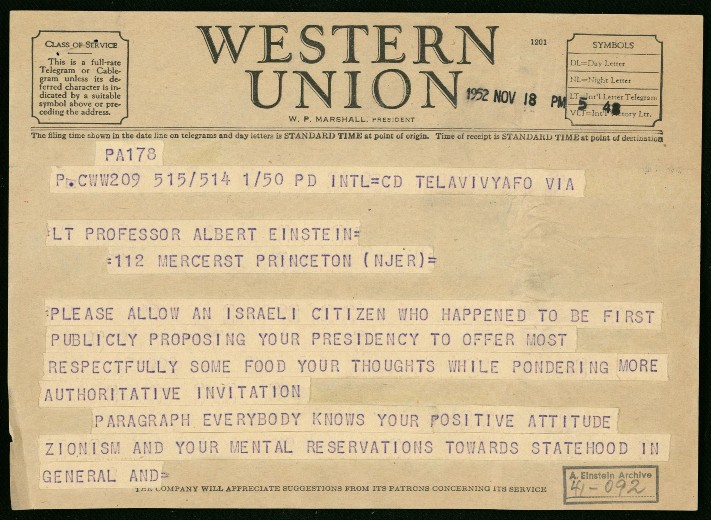 CLASS OF SERVICE
This is a full-rate
Telegram or Cable-
gram unless its de-
ferred character is in-
dicated by a suitable
symbol above or pre-
ceding the address.
WESTERN
UNION
W. P. MARSHALL, PRESIDENT
1201
1952 NOV 18 PM 5 48
SYMBOLS
DL=Day Letter
NL=Night Letter
LT=Int'l Letter Telegram
VLT=Int'l Ltr.
The filing time shown in the date line on telegrams and day letters is STANDARD TIME at point of origin. Time of receipt is STANDARD TIME at point of destination
PA178
P CWW209 515/514 1/50 PD INTL=CD TELAVIVYAFO VIA
LT PROFESSOR ALBERT EINSTEIN=
=112 MERCERST PRINCETON (NJER)=
:PLEASE ALLOW AN ISRAELI CITIZEN WHO HAPPENED TO BE FIRST
PUBLICLY PROPOSING YOUR PRESIDENCY TO OFFER MOST
RESPECTFULLY SOME FOOD YOUR THOUGHTS WHILE PONDERING MORE
AUTHORITATIVE INVITATION
PARAGRAPH EVERYBODY KNOWS YOUR POSITIVE ATTITUDE
ZIONISM AND YOUR MENTAL RESERVATIONS TOWARDS STATEHOOD IN
GENERAL AND=
THE COMPANY WILL APPRECIATE SUGGESTIONS FROM ITS PATRONS CONCERNING ITS SERVICE
A. Einstein Archive
41-092